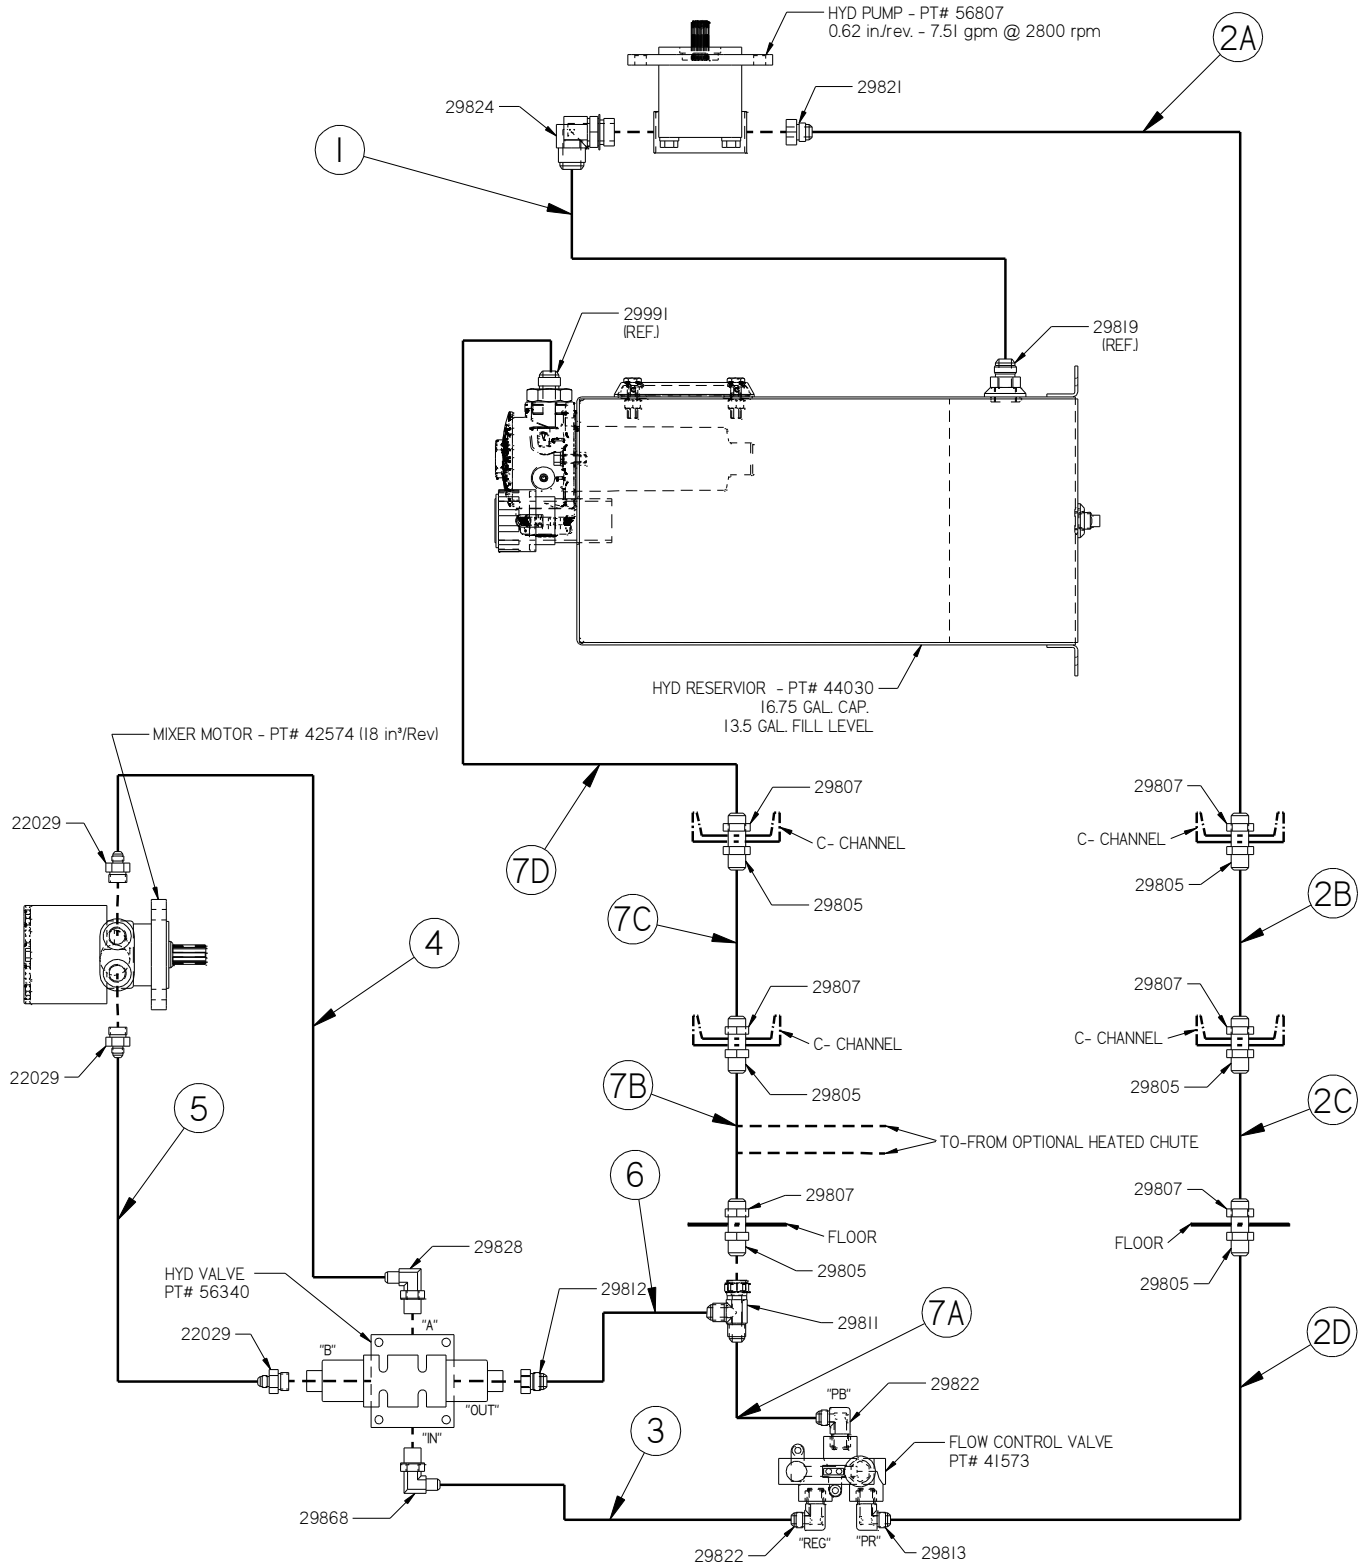 HYD PUMP - PT# 56807
0.62 in/rev. - 7.51 gpm @ 2800 rpm
2A
29821
29824
1
29991
(REF.)
29819
(REF.)
HYD RESERVIOR - PT# 44030
16.75 GAL. CAP.
13.5 GAL. FILL LEVEL
MIXER MOTOR - PT# 42574 (18 in³/Rev)
29807
29807
22029
C- CHANNEL
C- CHANNEL
7D
29805
29805
7C
2B
4
29807
29807
C- CHANNEL
C- CHANNEL
22029
7B
29805
29805
5
2C
TO-FROM OPTIONAL HEATED CHUTE
6
29807
29807
FLOOR
FLOOR
29828
29805
29805
HYD VALVE
PT# 56340
29812
7A
29811
2D
22029
"A"
"B"
"OUT"
"IN"
"PB"
29822
3
FLOW CONTROL VALVE
PT# 41573
29868
"REG"
"PR"
29822
29813